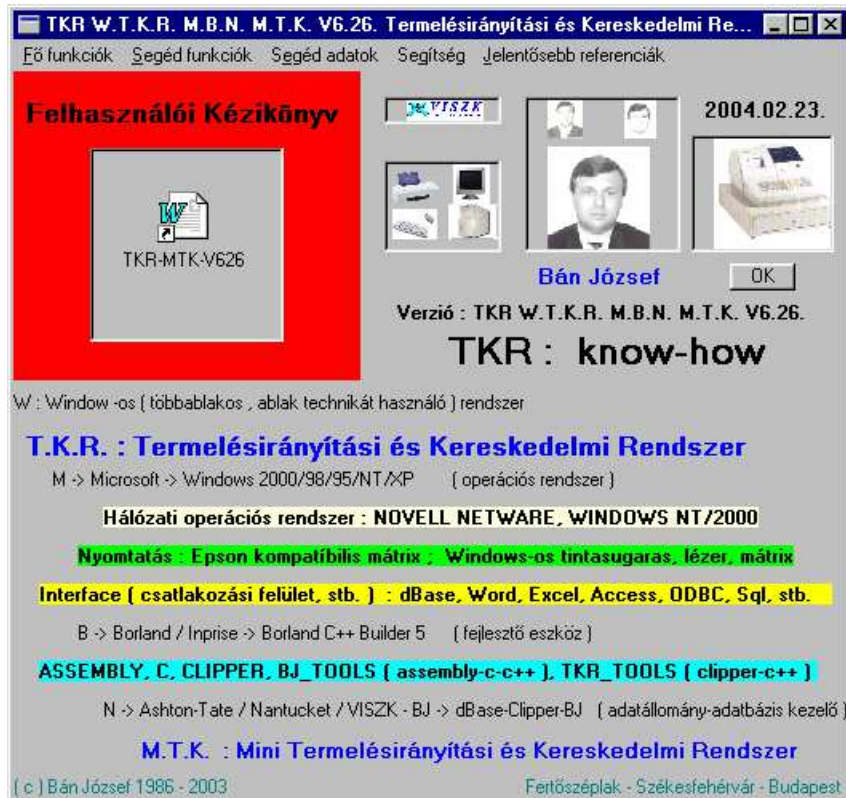 TKR W.T.K.R. M.B.N. M.T.K. V6.26. Termelésirányítási és Kereskedelmi Re...
Fő funkciók Segéd funkciók Segéd adatok Segítség Jelentősebb referenciák
Felhasználói Kézikönyv
VISZK
2004.02.23.
TKR-MTK-V626
Bán József
OK
Verzió : TKR W.T.K.R. M.B.N. M.T.K. V6.26.
TKR : know-how
W : Window -os ( többablakos , ablak technikát használó ) rendszer
T.K.R. : Termelésirányítási és Kereskedelmi Rendszer
M -> Microsoft -> Windows 2000/98/95/NT/XP ( operációs rendszer )
Hálózati operációs rendszer : NOVELL NETWARE, WINDOWS NT/2000
Nyomtatás : Epson kompatíbilis mátrix ; Windows-os tintasugaras, lézer, mátrix
Interface ( csatlakozási felület, stb. ) : dBase, Word, Excel, Access, ODBC, Sql, stb.
B -> Borland / Inprise -> Borland C++ Builder 5 ( fejlesztő eszköz )
ASSEMBLY, C, CLIPPER, BJ_TOOLS ( assembly-c-c++ ), TKR_TOOLS ( clipper-c++ )
N -> Ashton-Tate / Nantucket / VISZK - BJ -> dBase-Clipper-BJ ( adatállomány-adatbázis kezelő )
M.T.K. : Mini Termelésirányítási és Kereskedelmi Rendszer
( c ) Bán József 1986 - 2003
Fertőszéplak - Székesfehérvár - Budapest